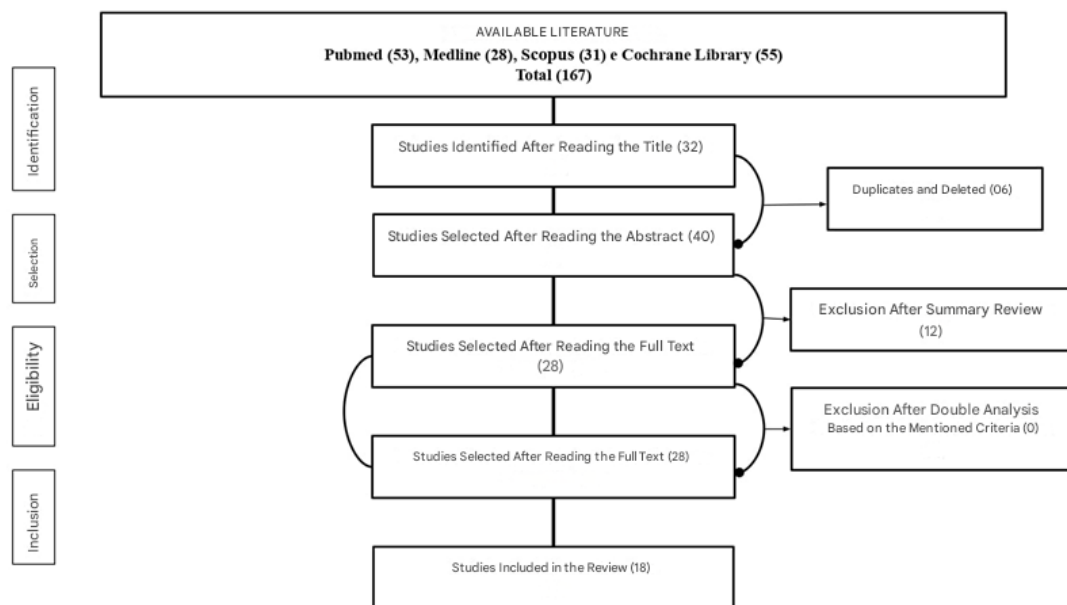 AVAILABLE LITERATURE
Pubmed (53), Medline (28), Scopus (31) e Cochrane Library (55)
Total (167)
Identification
Studies Identified After Reading the Title (32)
Duplicates and Deleted (06)
Selection
Studies Selected After Reading the Abstract (40)
Exclusion After Summary Review
(12)
Eligibility
Studies Selected After Reading the Full Text
(28)
Exclusion After Double Analysis
Based on the Mentioned Criteria (0)
Studies Selected After Reading the Full Text (28)
Inclusion
Studies Included in the Review (18)